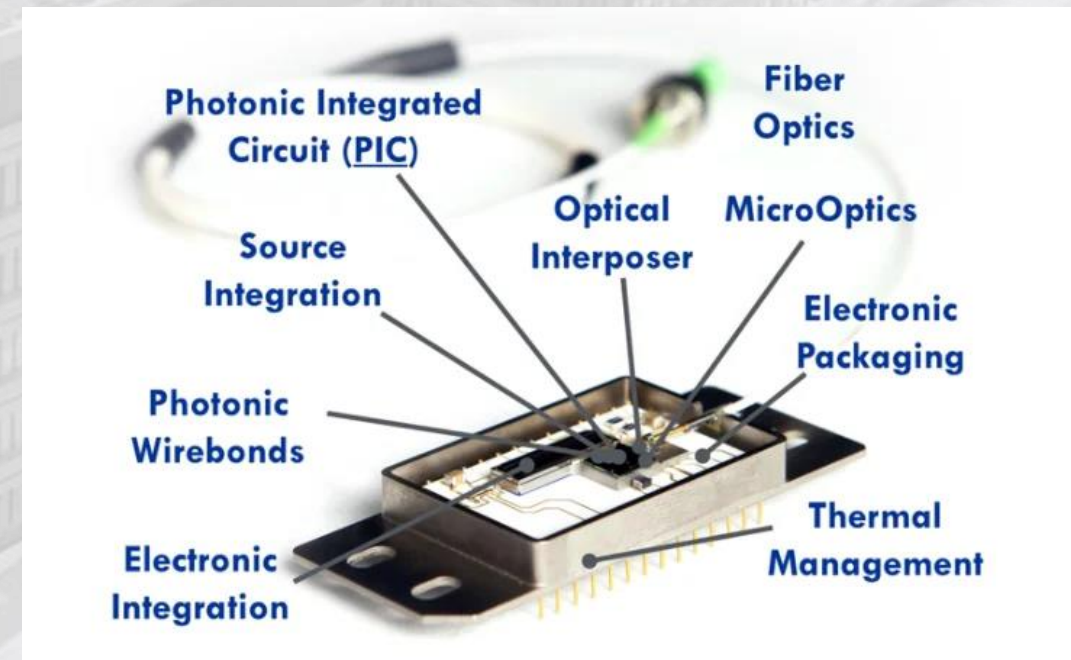 Photonic Integrated
Circuit (PIC)
Fiber
Optics
Source
Integration
Optical
Interposer
MicroOptics
Electronic
Packaging
Photonic
Wirebonds
Electronic
Integration
Thermal
Management